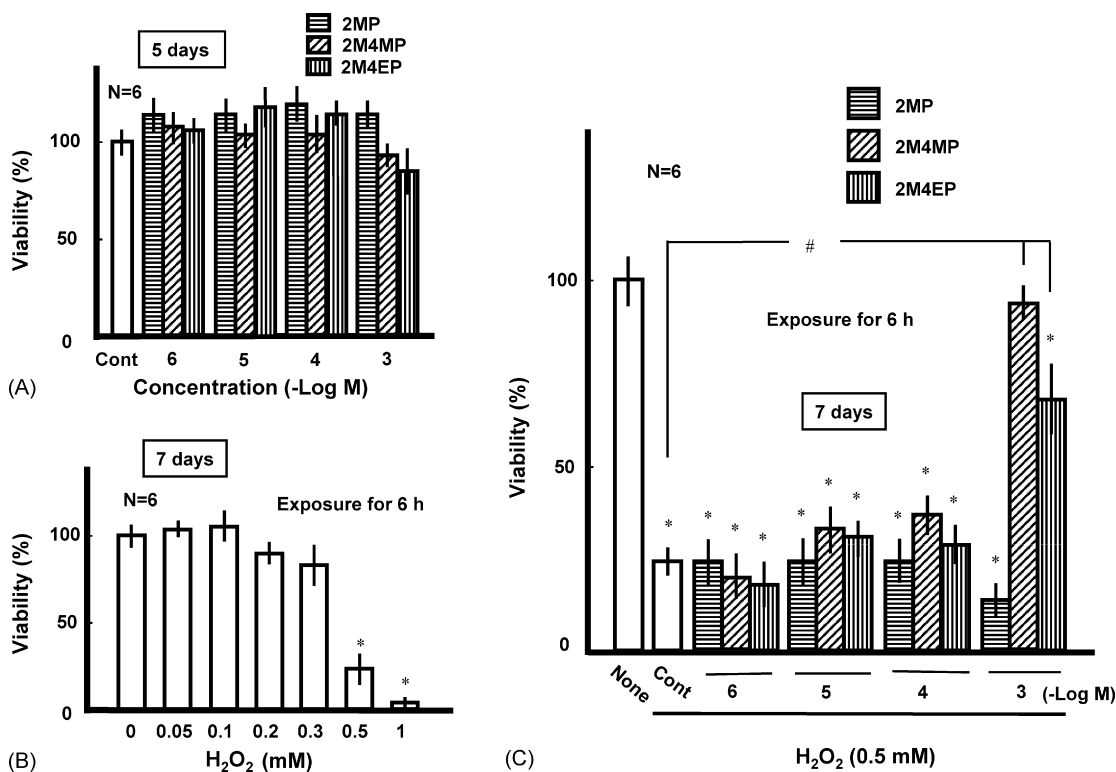 2MP
2M4MP
2M4EP
5 days
N=6
100
50
0
Viability (%)
Cont 6 5 4 3
Concentration (-Log M)
(A)
7 days
N=6
Exposure for 6 h
100
50
0
Viability (%)
* *
0 0.05 0.1 0.2 0.3 0.5 1
H₂O₂ (mM)
(B)
2MP
2M4MP
2M4EP
N=6
#
100
50
0
Viability (%)
Exposure for 6 h
7 days
* * * * * * * * * * * *
None Cont 6 5 4 3 (-Log M)
H₂O₂ (0.5 mM)
(C)